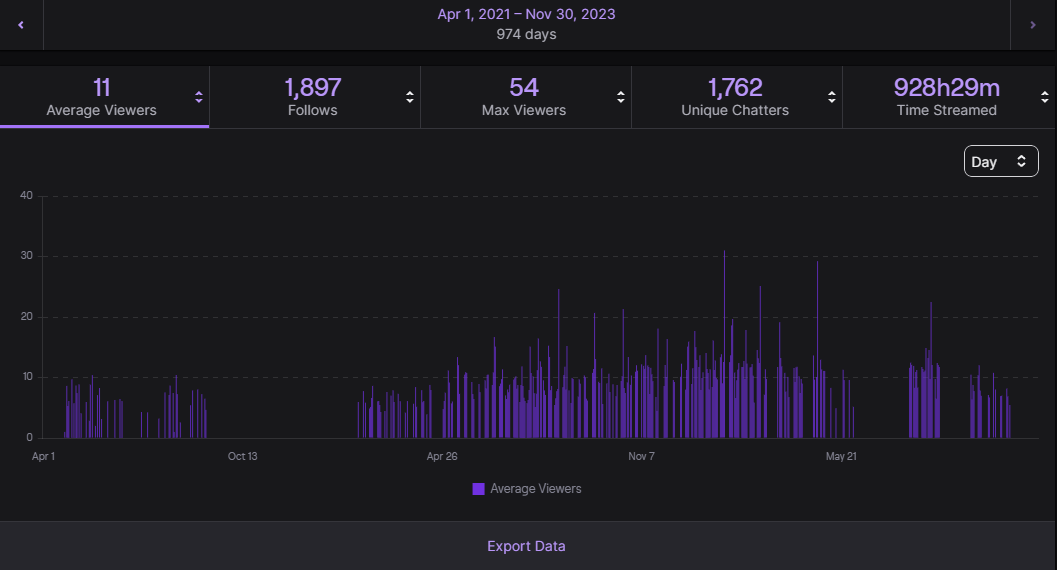 Apr 1, 2021 – Nov 30, 2023
974 days
11
Average Viewers
1,897
Follows
54
Max Viewers
1,762
Unique Chatters
928h29m
Time Streamed
Day
40
30
20
10
0
Apr 1
Oct 13
Apr 26
Nov 7
May 21
Average Viewers
Export Data